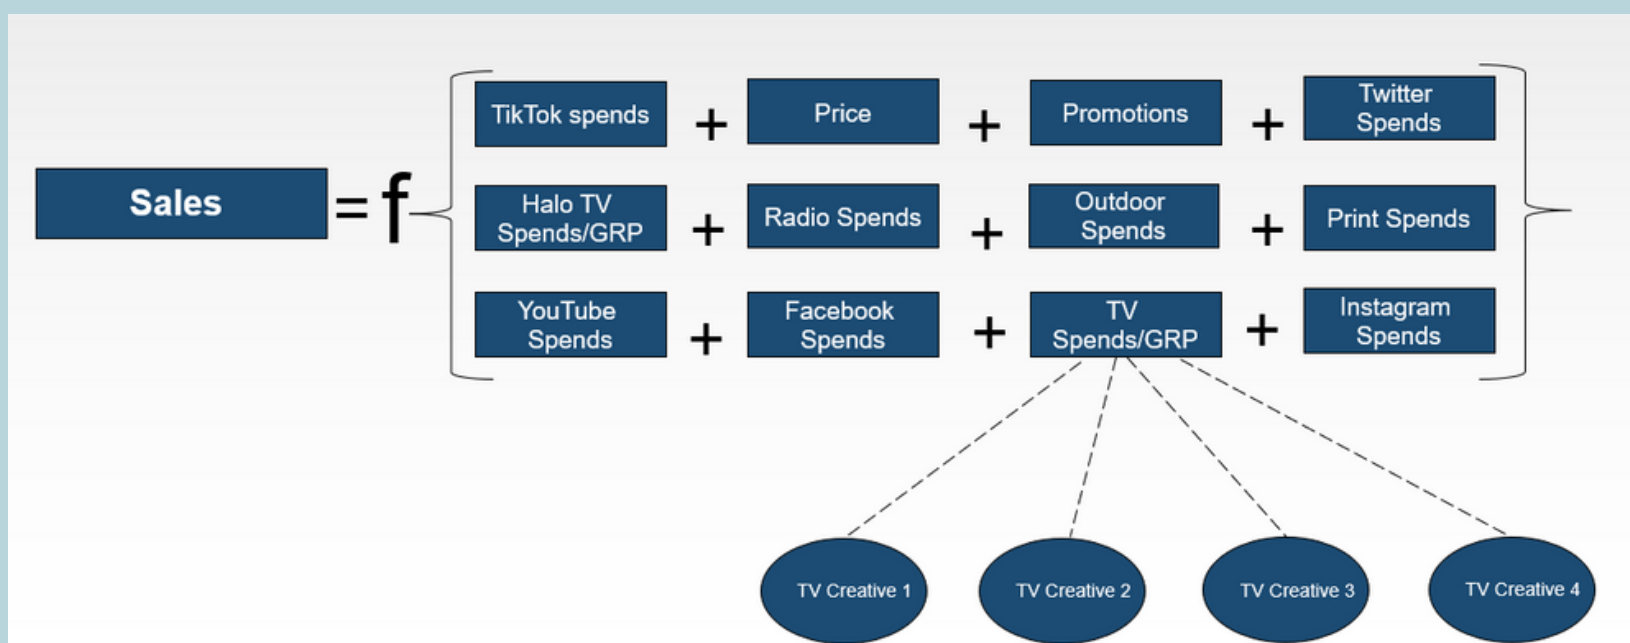 TikTok spends + Price + Promotions + Twitter
Spends
Sales = f
Halo TV
Spends/GRP + Radio Spends + Outdoor
Spends + Print Spends
YouTube
Spends + Facebook
Spends + TV
Spends/GRP + Instagram
Spends
TV Creative 1
TV Creative 2
TV Creative 3
TV Creative 4